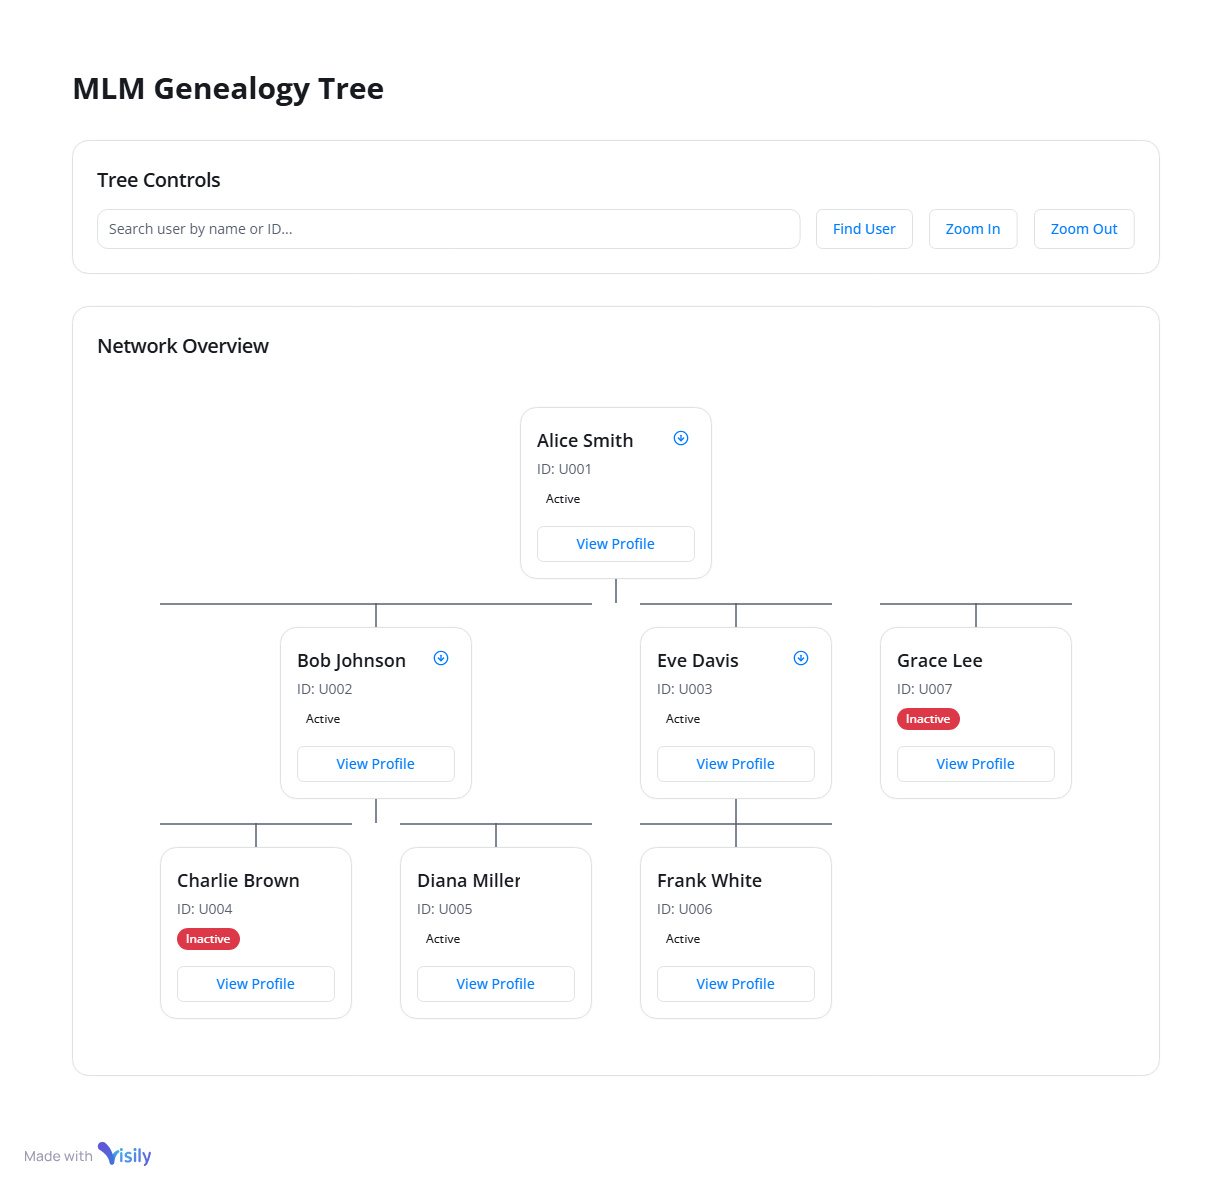 MLM Genealogy Tree
Tree Controls
Search user by name or ID...
Find User
Zoom In
Zoom Out
Network Overview
Alice Smith
ID: U001
Active
View Profile
Bob Johnson
ID: U002
Active
View Profile
Eve Davis
ID: U003
Active
View Profile
Grace Lee
ID: U007
Inactive
View Profile
Charlie Brown
ID: U004
Inactive
View Profile
Diana Miller
ID: U005
Active
View Profile
Frank White
ID: U006
Active
View Profile
Made with Visily